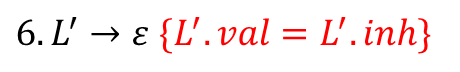 6. L′ → ε {L′.val = L′.inh}